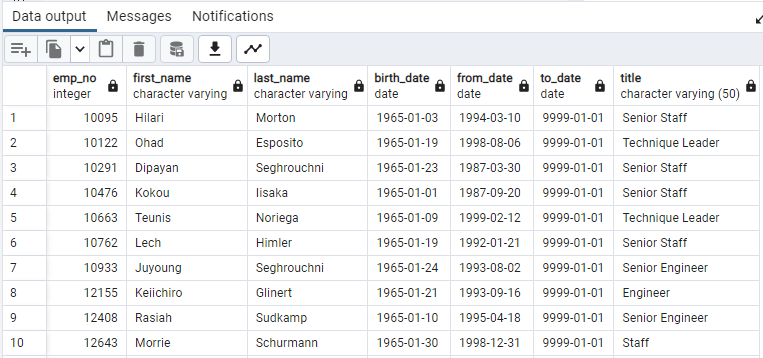 Data output Messages Notifications
emp_no first_name last_name birth_date from_date to_date title
integer character varying character varying date date date character varying (50)
1 10095 Hilari Morton 1965-01-03 1994-03-10 9999-01-01 Senior Staff
2 10122 Ohad Esposito 1965-01-19 1998-08-06 9999-01-01 Technique Leader
3 10291 Dipayan Seghrouchni 1965-01-23 1987-03-30 9999-01-01 Senior Staff
4 10476 Kokou Iisaka 1965-01-01 1987-09-20 9999-01-01 Senior Staff
5 10663 Teunis Noriega 1965-01-09 1999-02-12 9999-01-01 Technique Leader
6 10762 Lech Himler 1965-01-19 1992-01-21 9999-01-01 Senior Staff
7 10933 Juyoung Seghrouchni 1965-01-24 1993-08-02 9999-01-01 Senior Engineer
8 12155 Keiichiro Glinert 1965-01-21 1993-09-16 9999-01-01 Engineer
9 12408 Rasiah Sudkamp 1965-01-10 1995-04-18 9999-01-01 Senior Engineer
10 12643 Morrie Schurmann 1965-01-30 1998-12-31 9999-01-01 Staff